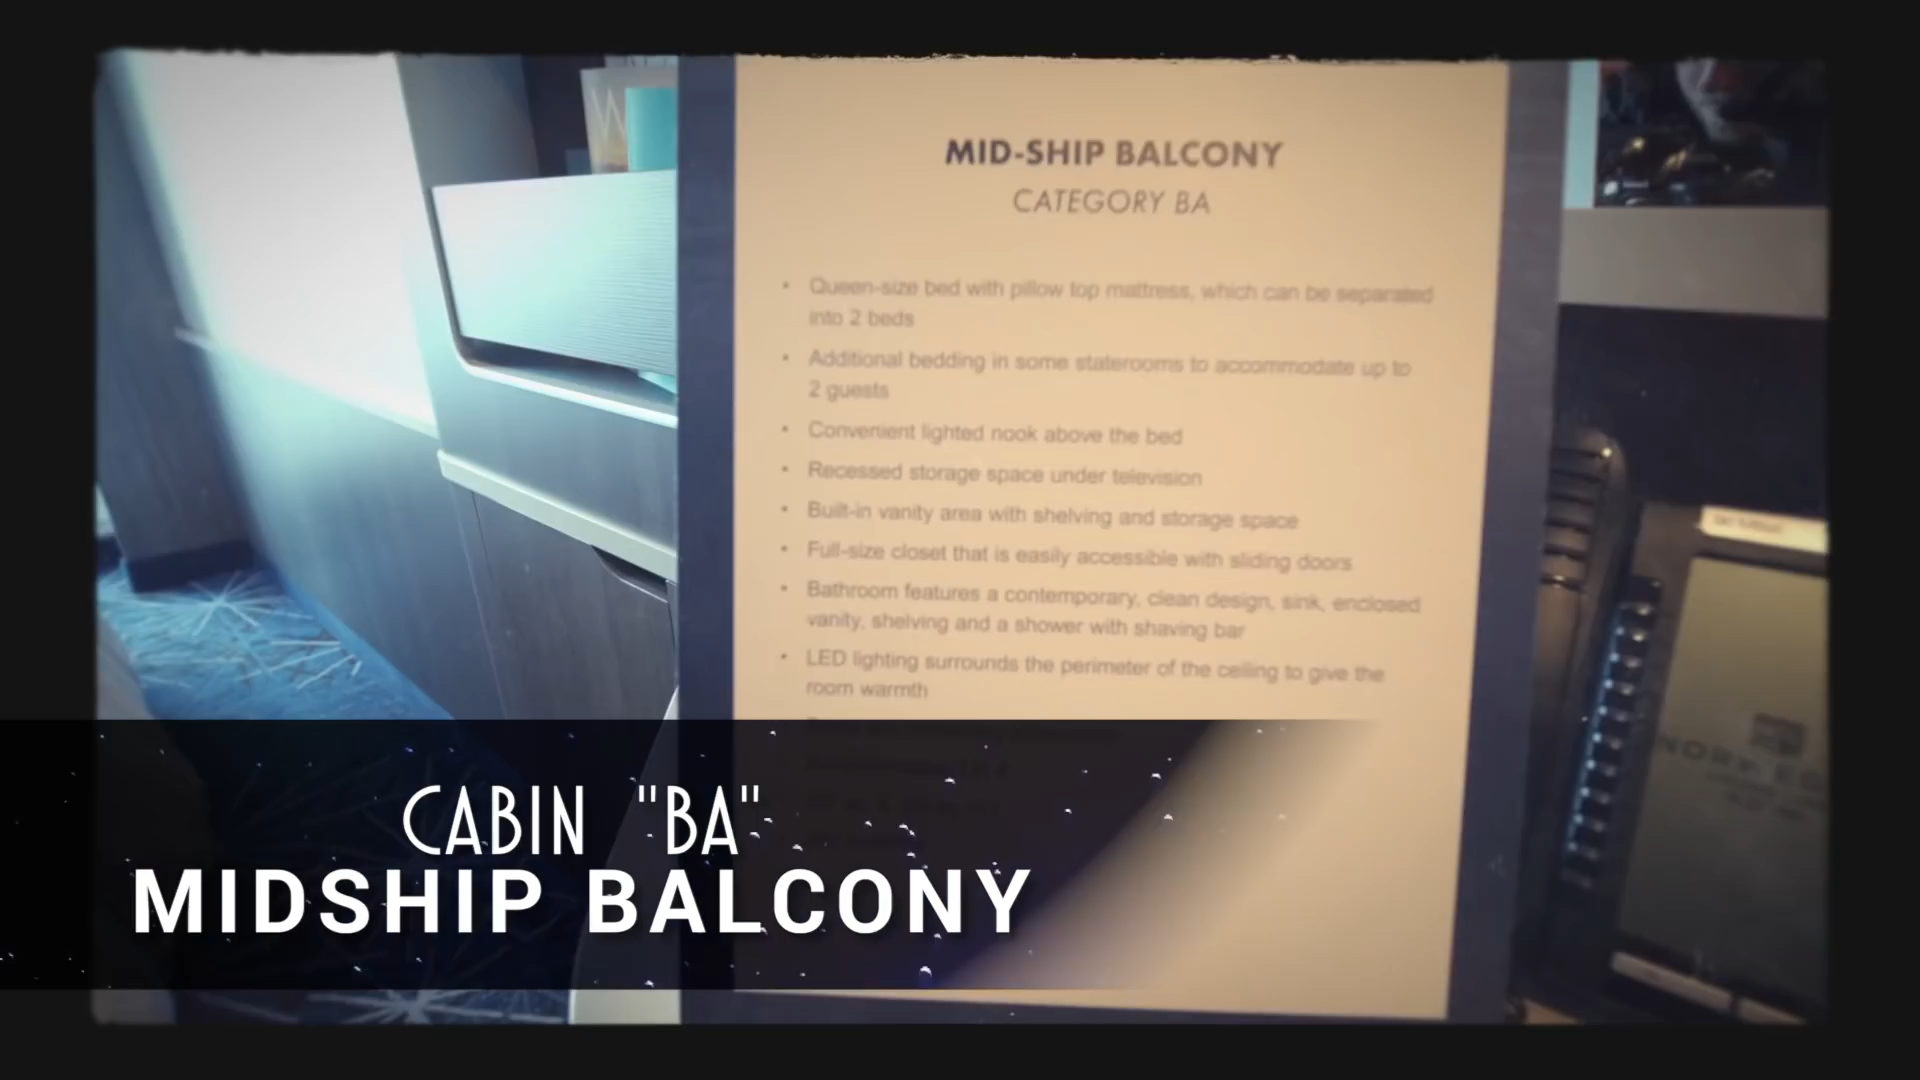 MID-SHIP BALCONY
CATEGORY BA
• Queen-size bed with pillow top mattress, which can be separated
into 2 beds
• Additional bedding in some staterooms to accommodate up to
2 guests
• Convenient lighted nook above the bed
• Recessed storage space under television
• Built-in vanity area with shelving and storage space
• Full-size closet that is easily accessible with sliding doors
• Bathroom features a contemporary, clean design, sink, enclosed
vanity, shelving and a shower with shaving bar
• LED lighting surrounds the perimeter of the ceiling to give the
room warmth
CABIN "BA"
MIDSHIP BALCONY